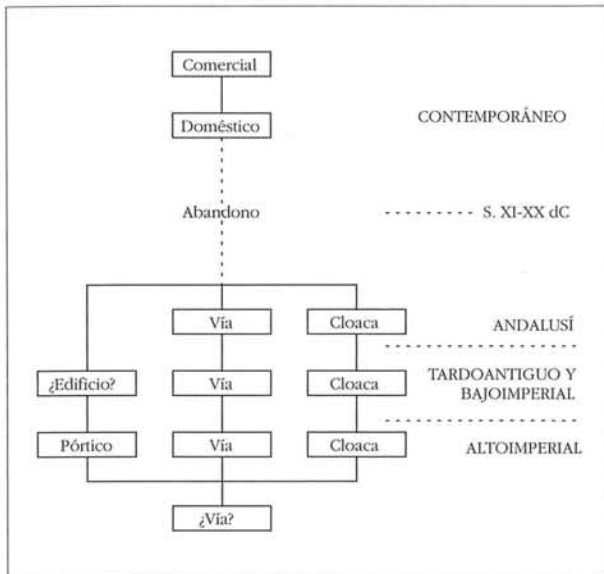 Comercial
Doméstico
CONTEMPORÁNEO
Abandono
S. XI-XX dC
Vía
Cloaca
ANDALUSÍ
¿Edificio?
Vía
Cloaca
TARDOANTIGUO Y
BAJOIMPERIAL
Pórtico
Vía
Cloaca
ALTOIMPERIAL
¿Vía?